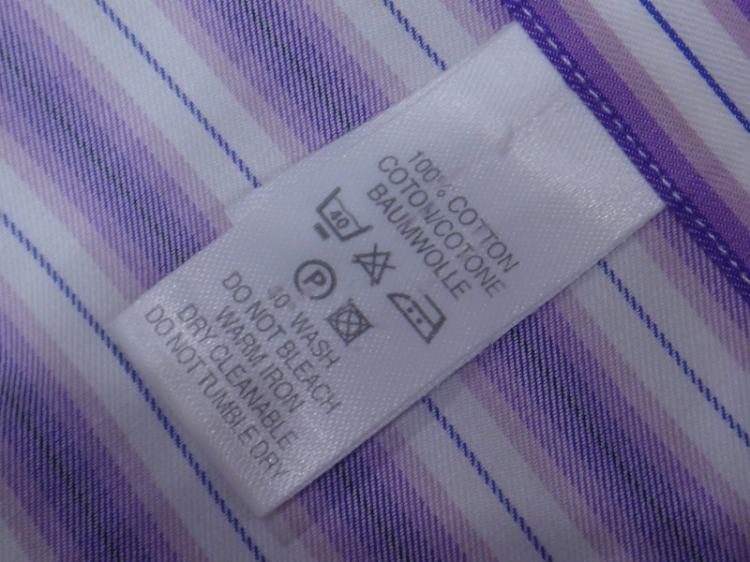 100% COTTON
COTON/COTONE
BAUMWOLLE
40
P
40° WASH
DO NOT BLEACH
WARM IRON
DRY CLEANABLE
DO NOT TUMBLE DRY